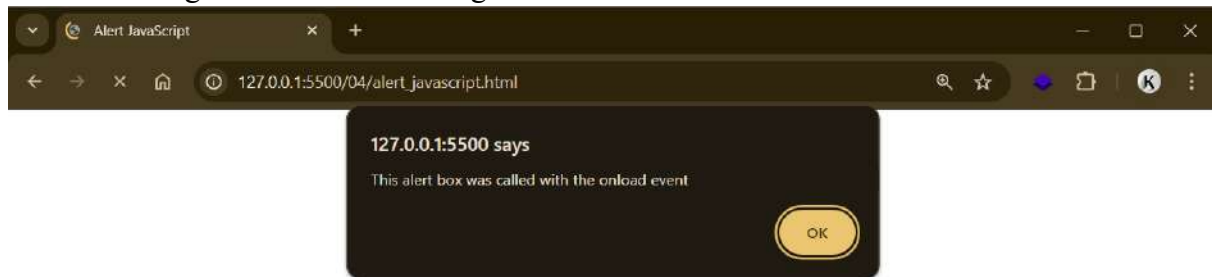 Alert JavaScript
127.0.0.1:5500/04/alert_javascript.html
K
127.0.0.1:5500 says
This alert box was called with the onload event
OK